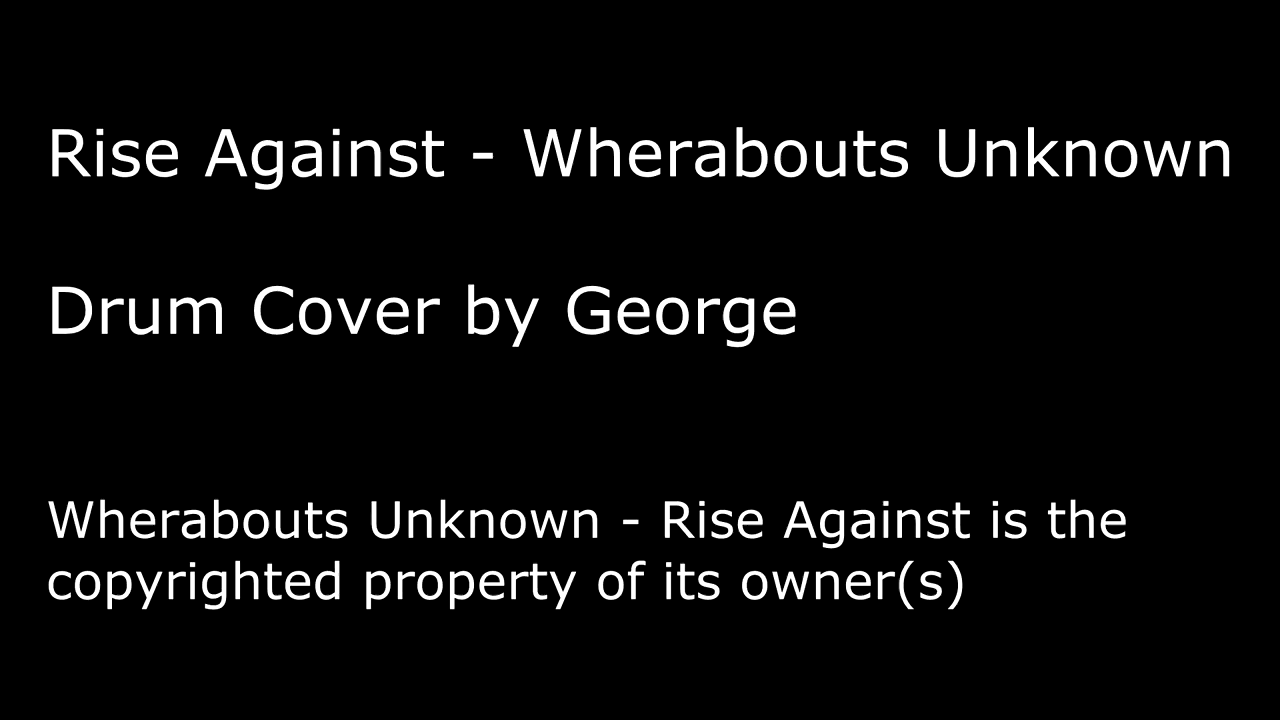 Rise Against - Wherabouts Unknown
Drum Cover by George
Wherabouts Unknown - Rise Against is the
copyrighted property of its owner(s)